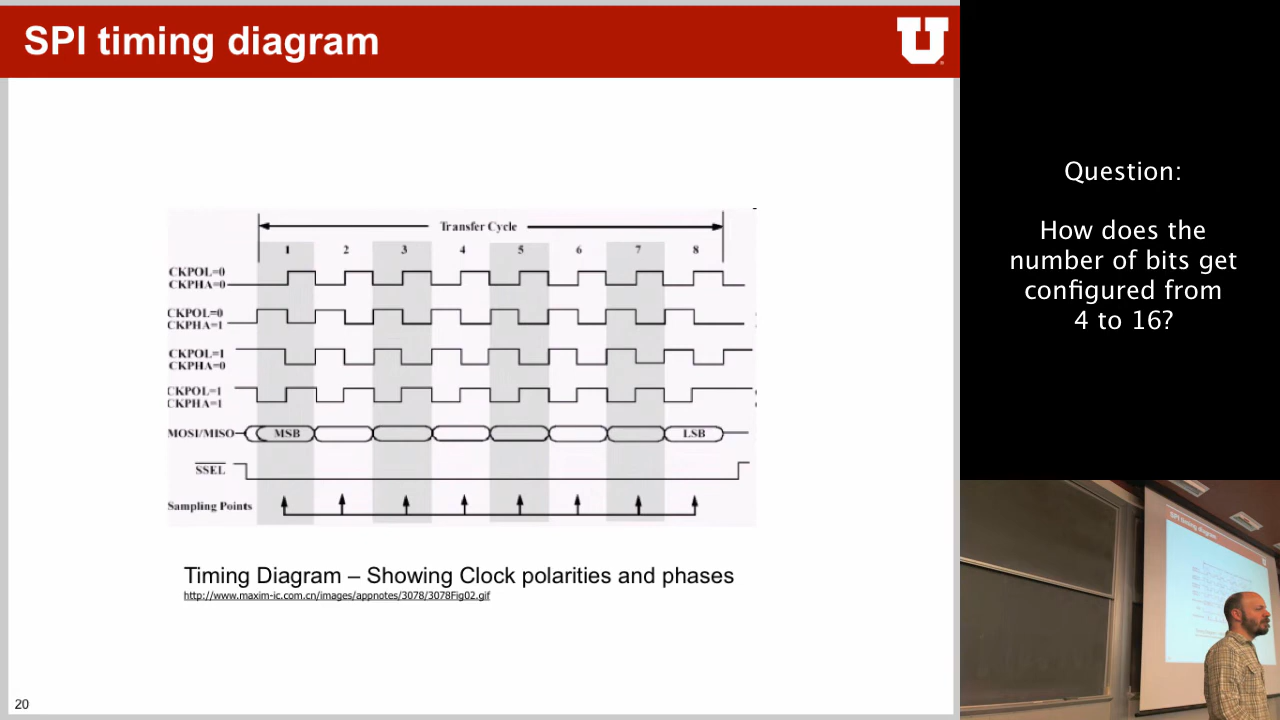 SPI timing diagram
U
Transfer Cycle
1 2 3 4 5 6 7 8
CKPOL=0
CKPHA=0
CKPOL=0
CKPHA=1
CKPOL=1
CKPHA=0
CKPOL=1
CKPHA=1
MOSI/MISO MSB LSB
SSEL
Sampling Points
Timing Diagram – Showing Clock polarities and phases
http://www.maxim-ic.com.cn/images/appnotes/3078/3078Fig02.gif
20
Question:
How does the
number of bits get
configured from
4 to 16?
SPI timing diagram